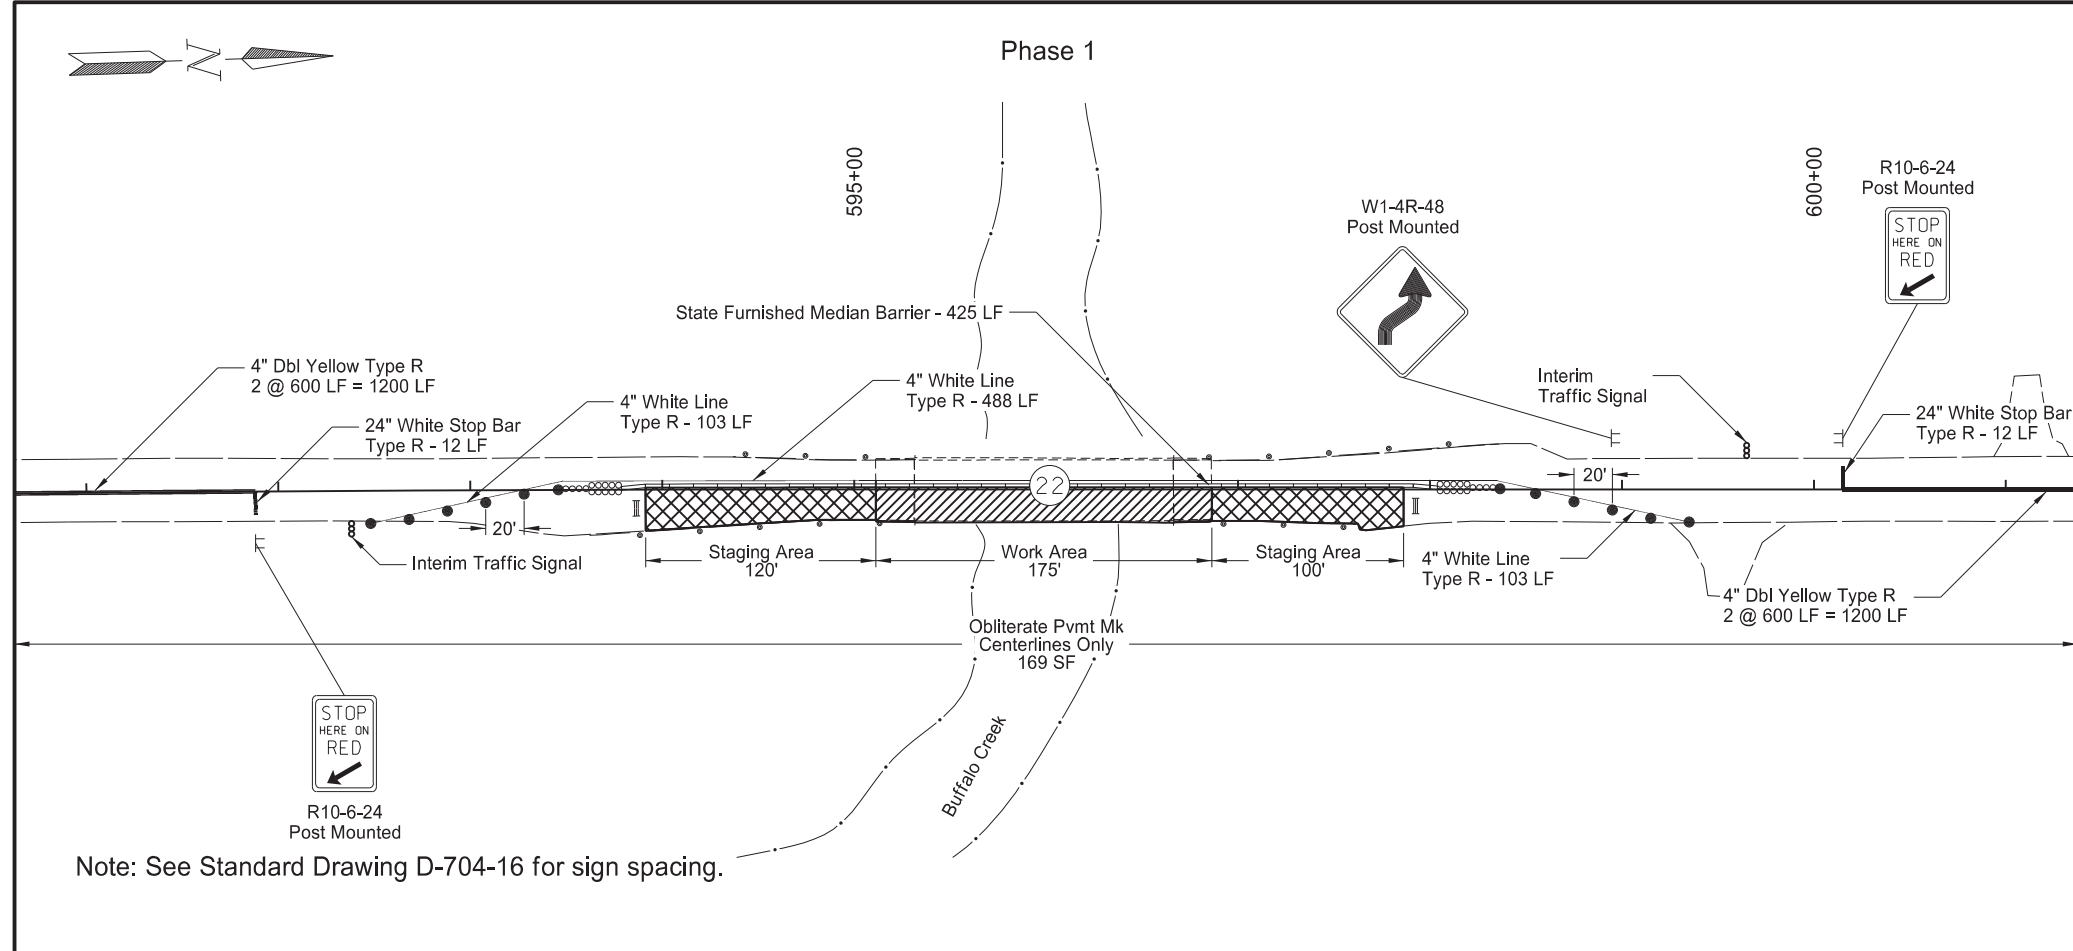 Phase 1
N
595+00
600+00
R10-6-24
Post Mounted
STOP
HERE ON
RED
W1-4R-48
Post Mounted
State Furnished Median Barrier - 425 LF
4" Dbl Yellow Type R
2 @ 600 LF = 1200 LF
4" White Line
Type R - 103 LF
24" White Stop Bar
Type R - 12 LF
4" White Line
Type R - 488 LF
Interim
Traffic Signal
24" White Stop Bar
Type R - 12 LF
22
20'
20'
Interim Traffic Signal
Staging Area
120'
Work Area
175'
Staging Area
100'
4" White Line
Type R - 103 LF
4" Dbl Yellow Type R
2 @ 600 LF = 1200 LF
Obliterate Pvmt Mk
Centerlines Only
169 SF
STOP
HERE ON
RED
R10-6-24
Post Mounted
Buffalo Creek
Note: See Standard Drawing D-704-16 for sign spacing.